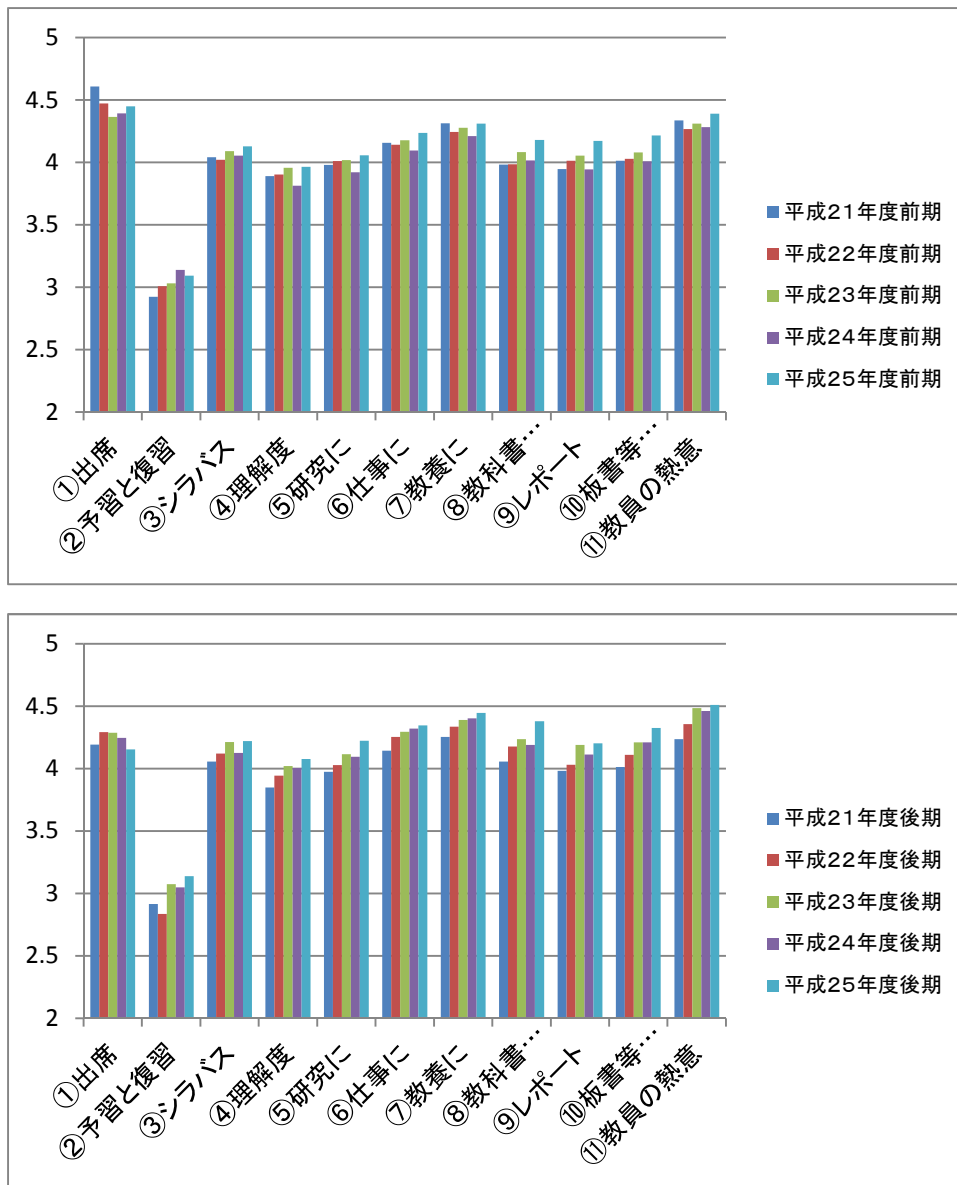 5
4.5
4
3.5
3
2.5
2
①出席
②予習と復習
③シラバス
④理解度
⑤研究に
⑥仕事に
⑦教養に
⑧教科書…
⑨レポート
⑩板書等…
⑪教員の熱意
平成21年度前期
平成22年度前期
平成23年度前期
平成24年度前期
平成25年度前期
5
4.5
4
3.5
3
2.5
2
①出席
②予習と復習
③シラバス
④理解度
⑤研究に
⑥仕事に
⑦教養に
⑧教科書…
⑨レポート
⑩板書等…
⑪教員の熱意
平成21年度後期
平成22年度後期
平成23年度後期
平成24年度後期
平成25年度後期